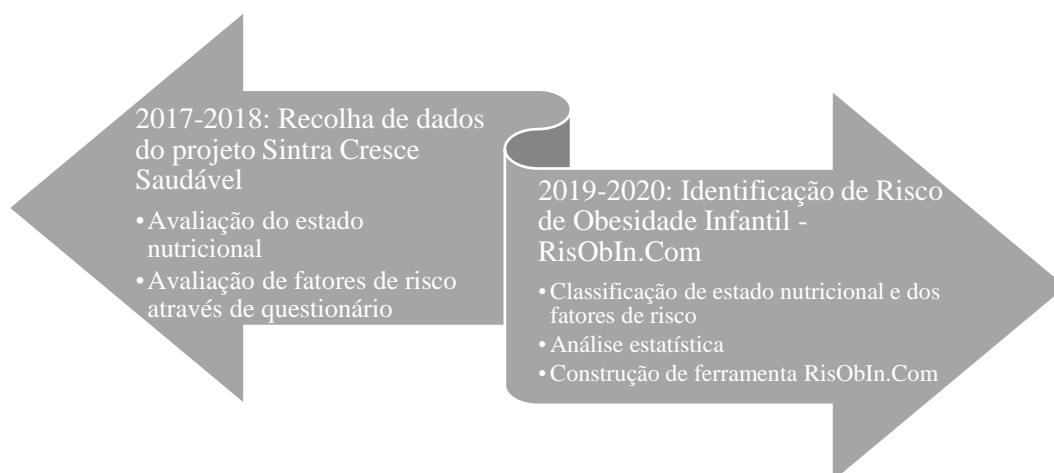 2017-2018: Recolha de dados
do projeto Sintra Cresce
Saudável
•Avaliação do estado
nutricional
•Avaliação de fatores de risco
através de questionário
2019-2020: Identificação de Risco
de Obesidade Infantil -
RisObIn.Com
•Classificação de estado nutricional e dos
fatores de risco
•Análise estatística
•Construção de ferramenta RisObIn.Com